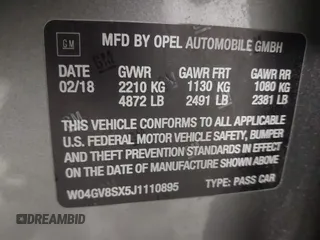 GM MFD BY OPEL AUTOMOBILE GMBH
DATE GVWR GAWR FRT GAWR RR
02/18 2210 KG 1130 KG 1080 KG
4872 LB 2491 LB 2381 LB
THIS VEHICLE CONFORMS TO ALL APPLICABLE
U.S. FEDERAL MOTOR VEHICLE SAFETY, BUMPER
AND THEFT PREVENTION STANDARDS IN EFFECT
ON THE DATE OF MANUFACTURE SHOWN ABOVE.
W04GV8SX5J1110895 TYPE: PASS CAR
DREAMBID